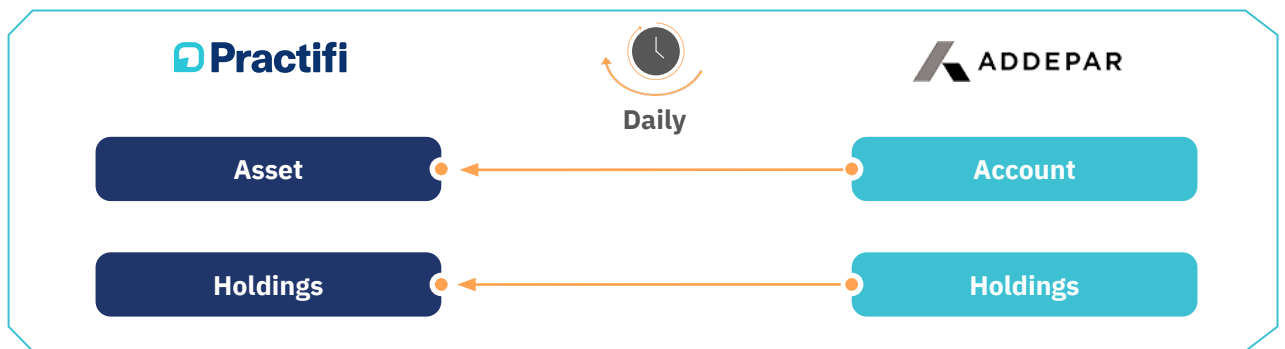 Practifi
ADDEPAR
Daily
Asset
Account
Holdings
Holdings